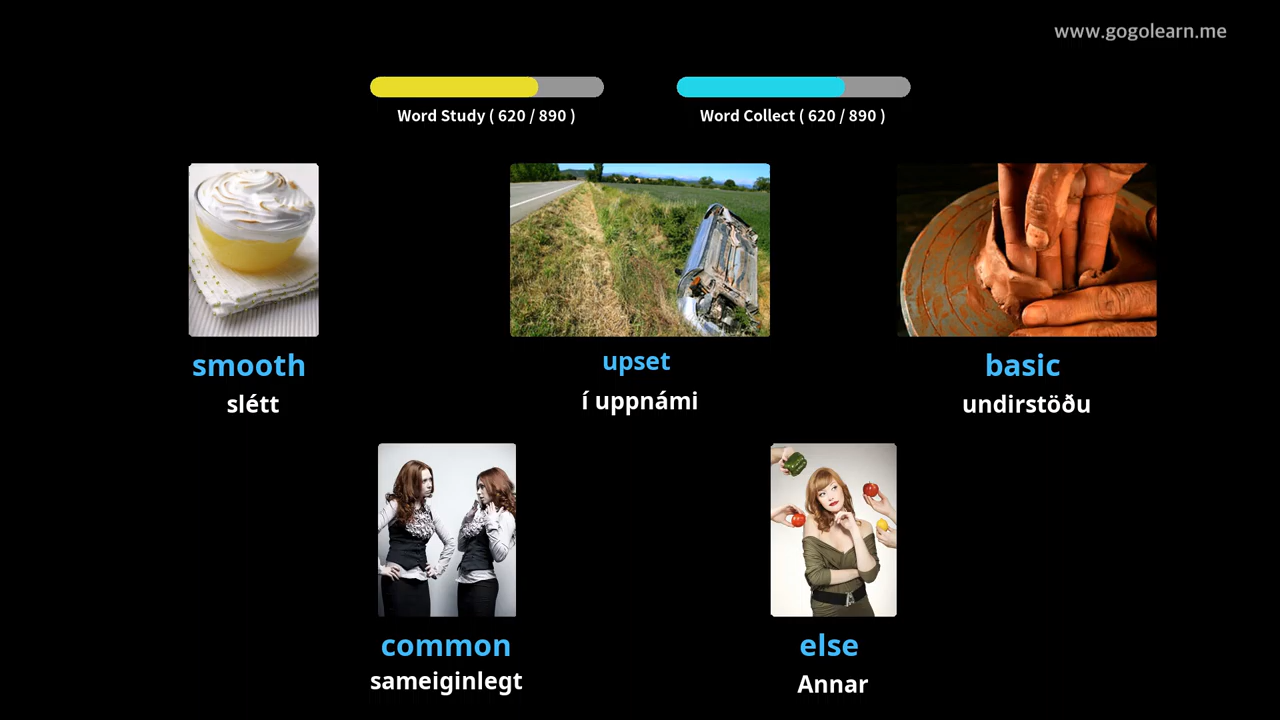 www.gogolearn.me
Word Study ( 620 / 890 )
Word Collect ( 620 / 890 )
smooth
slétt
upset
í uppnámi
basic
undirstöðu
common
sameiginlegt
else
Annar